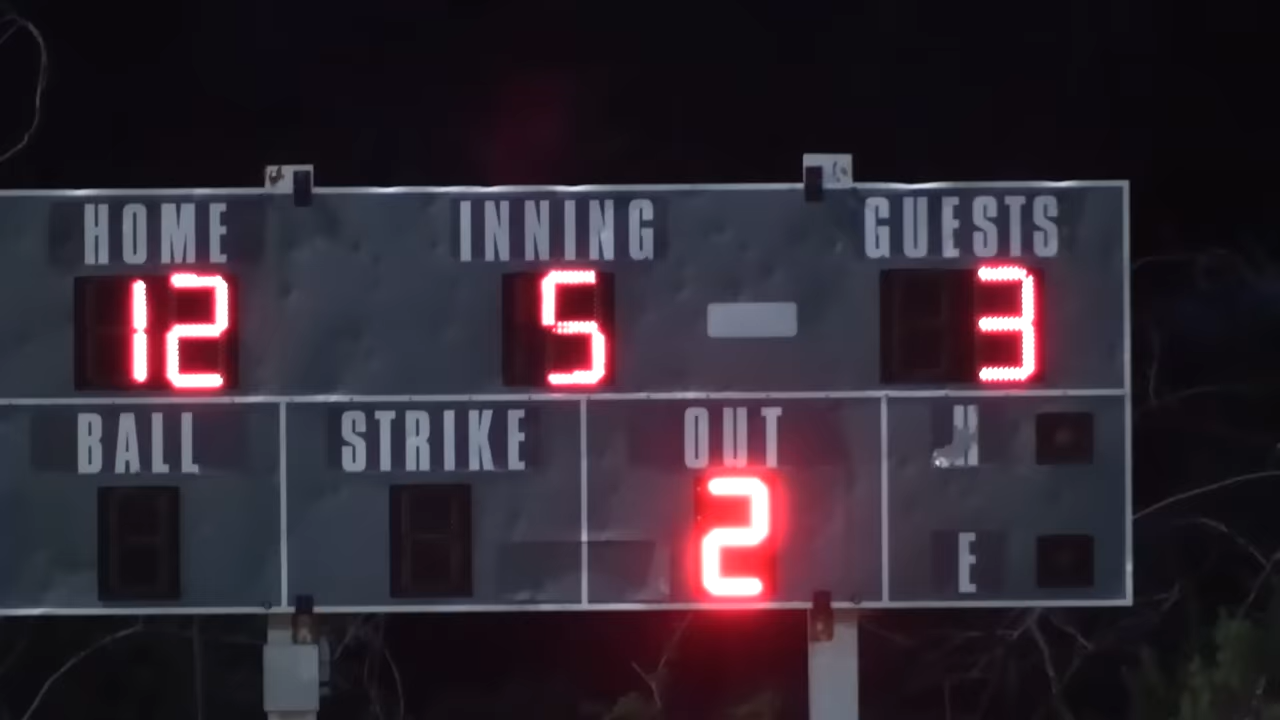 HOME INNING GUESTS
12 5 3
BALL STRIKE OUT H
2
E